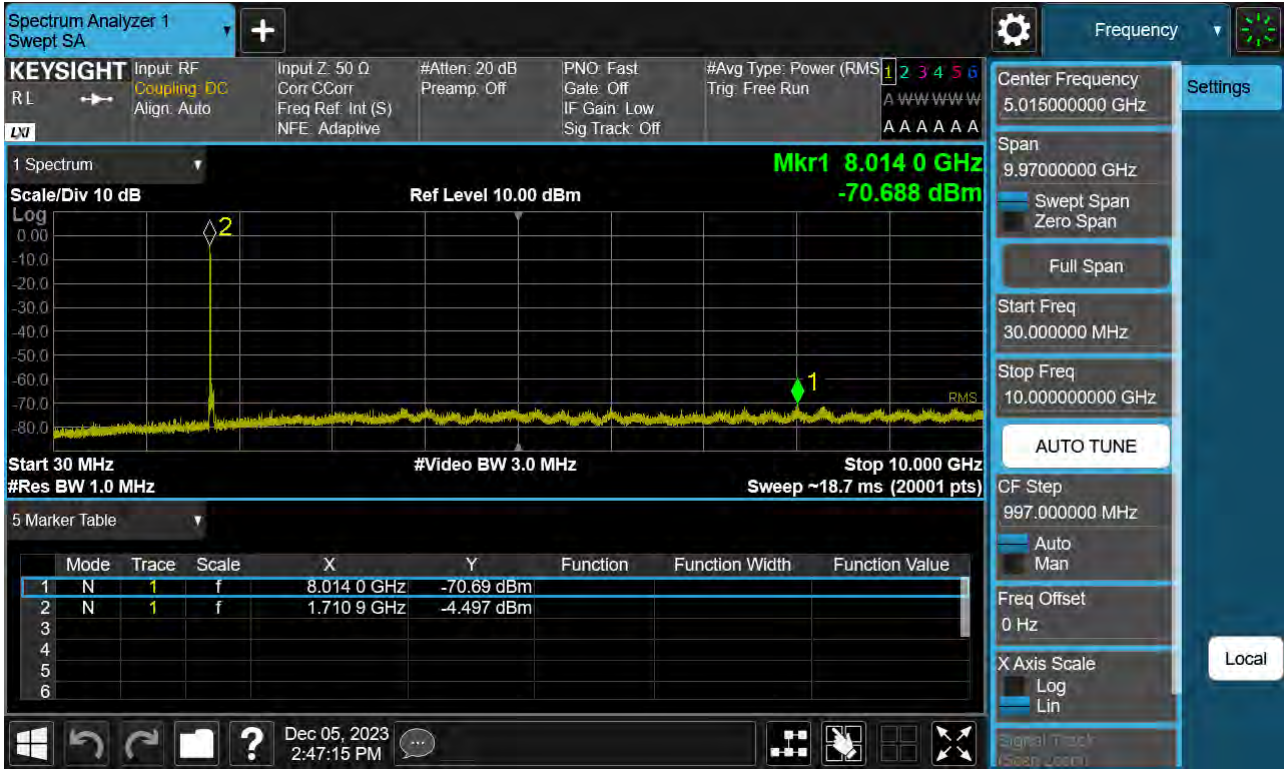 Spectrum Analyzer 1
Swept SA
+
Frequency
KEYSIGHT
RL
LXI
Input: RF
Coupling: DC
Align: Auto
Input Z: 50 Ω
Corr CCorr
Freq Ref: Int (S)
NFE: Adaptive
#Atten: 20 dB
Preamp: Off
PNO: Fast
Gate: Off
IF Gain: Low
Sig Track: Off
#Avg Type: Power (RMS
Trig: Free Run
1 2 3 4 5 6
A W W W W W
A A A A A A
1 Spectrum
Scale/Div 10 dB
Ref Level 10.00 dBm
Mkr1 8.014 0 GHz
-70.688 dBm
Log
0.00
-10.0
-20.0
-30.0
-40.0
-50.0
-60.0
-70.0
-80.0
2
1
RMS
Start 30 MHz
#Video BW 3.0 MHz
Stop 10.000 GHz
#Res BW 1.0 MHz
Sweep ~18.7 ms (20001 pts)
5 Marker Table
Mode Trace Scale X Y Function Function Width Function Value
1 N 1 f 8.014 0 GHz -70.69 dBm
2 N 1 f 1.710 9 GHz -4.497 dBm
3
4
5
6
Dec 05, 2023
2:47:15 PM
Center Frequency
5.015000000 GHz
Span
9.97000000 GHz
Swept Span
Zero Span
Full Span
Start Freq
30.000000 MHz
Stop Freq
10.000000000 GHz
AUTO TUNE
CF Step
997.000000 MHz
Auto
Man
Freq Offset
0 Hz
X Axis Scale
Log
Lin
Signal Track
(Span Zoom)
Settings
Local